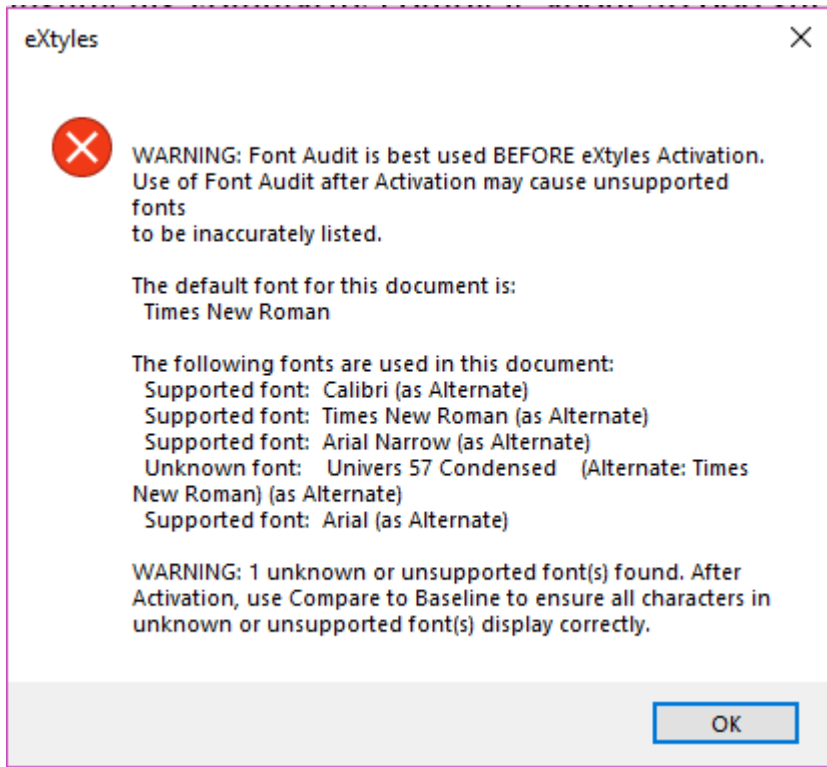 eXtyles
WARNING: Font Audit is best used BEFORE eXtyles Activation.
Use of Font Audit after Activation may cause unsupported
fonts
to be inaccurately listed.
The default font for this document is:
Times New Roman
The following fonts are used in this document:
Supported font:  Calibri (as Alternate)
Supported font:  Times New Roman (as Alternate)
Supported font:  Arial Narrow (as Alternate)
Unknown font:    Univers 57 Condensed    (Alternate: Times
New Roman) (as Alternate)
Supported font:  Arial (as Alternate)
WARNING: 1 unknown or unsupported font(s) found. After
Activation, use Compare to Baseline to ensure all characters in
unknown or unsupported font(s) display correctly.
OK